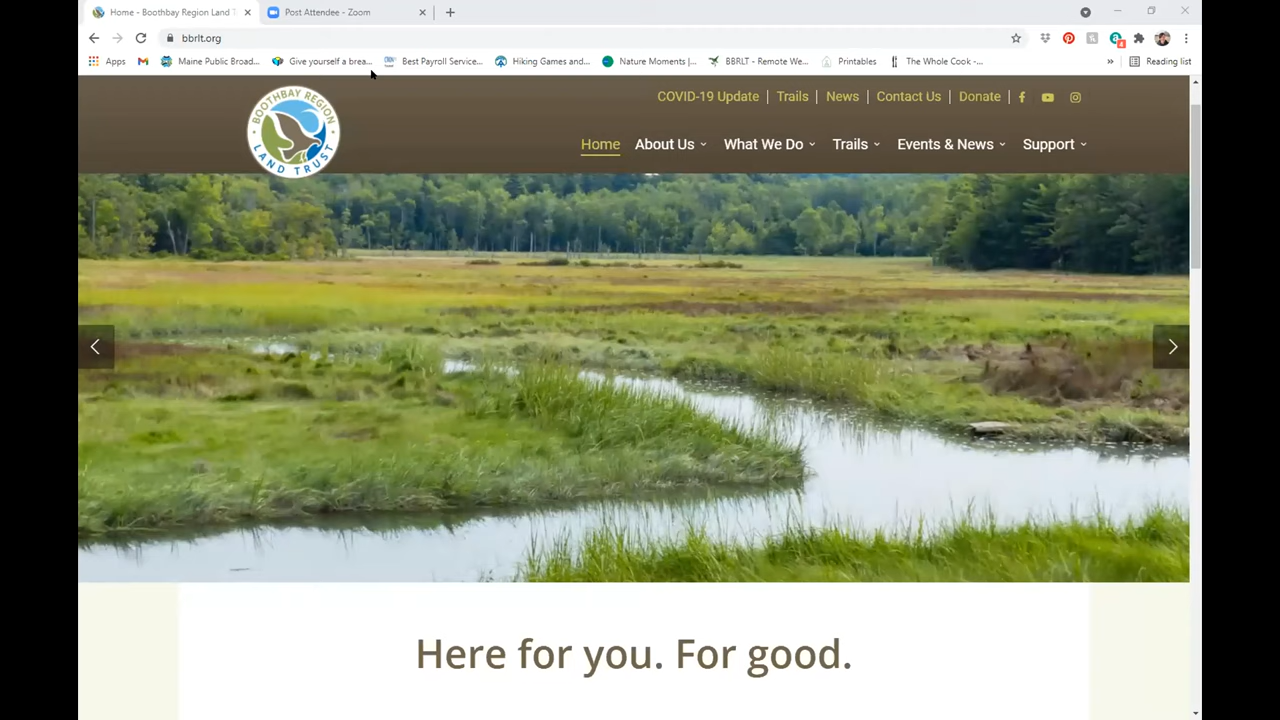 Home - Boothbay Region Land T
Post Attendee - Zoom
bbrlt.org
8
Apps
Maine Public Broad...
Give yourself a brea...
Best Payroll Service...
Hiking Games and...
Nature Moments |...
BBRLT - Remote We...
Printables
The Whole Cook -...
»
Reading list
BOOTHBAY REGION
LAND TRUST
COVID-19 Update | Trails | News | Contact Us | Donate |
Home About Us What We Do Trails Events & News Support
Here for you. For good.